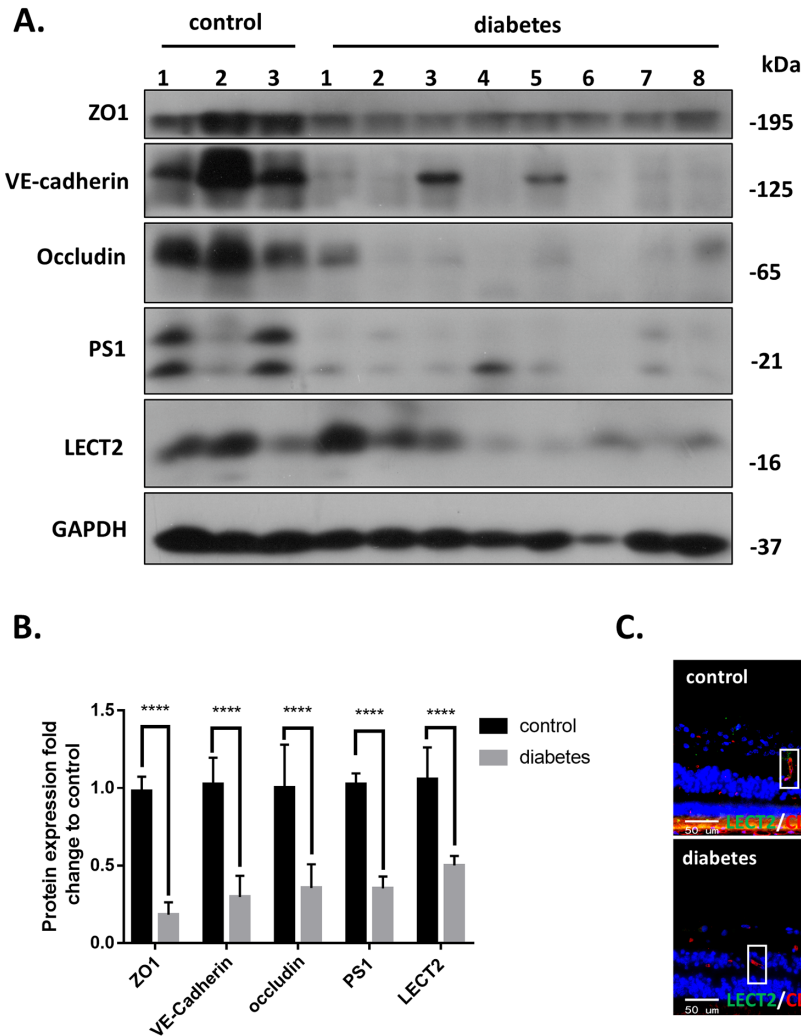 A.
control diabetes
1 2 3 1 2 3 4 5 6 7 8 kDa
ZO1 -195
VE-cadherin -125
Occludin -65
PS1 -21
LECT2 -16
GAPDH -37
B.
Protein expression fold
change to control
1.5
1.0
0.5
0.0
**** **** **** **** ****
control
diabetes
ZO1 VE-Cadherin occludin PS1 LECT2
C.
control
50 um LECT2/
diabetes
50 um LECT2/